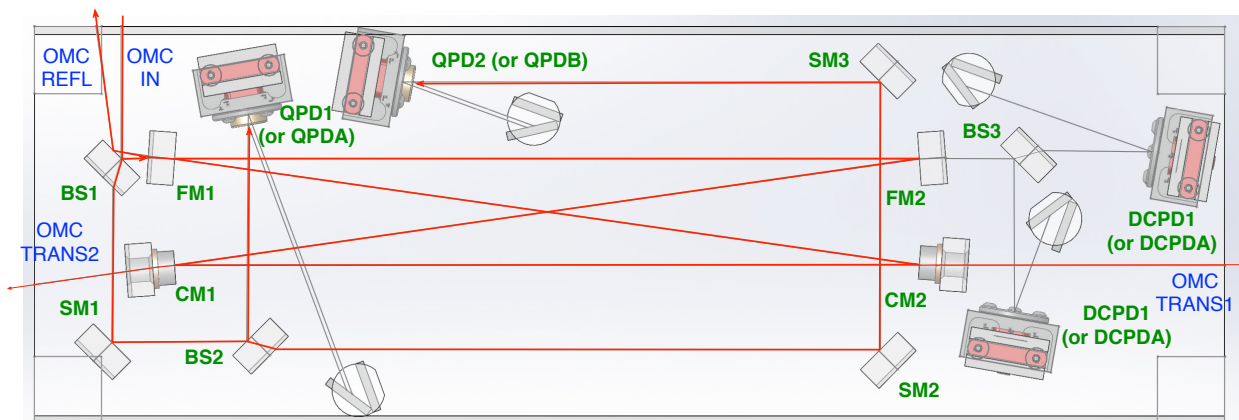 OMC
REFL
OMC
IN
QPD2 (or QPDB)
SM3
QPD1
(or QPDA)
BS3
BS1
FM1
FM2
DCPD1
(or DCPDA)
OMC
TRANS2
CM1
CM2
OMC
TRANS1
SM1
BS2
DCPD1
(or DCPDA)
SM2